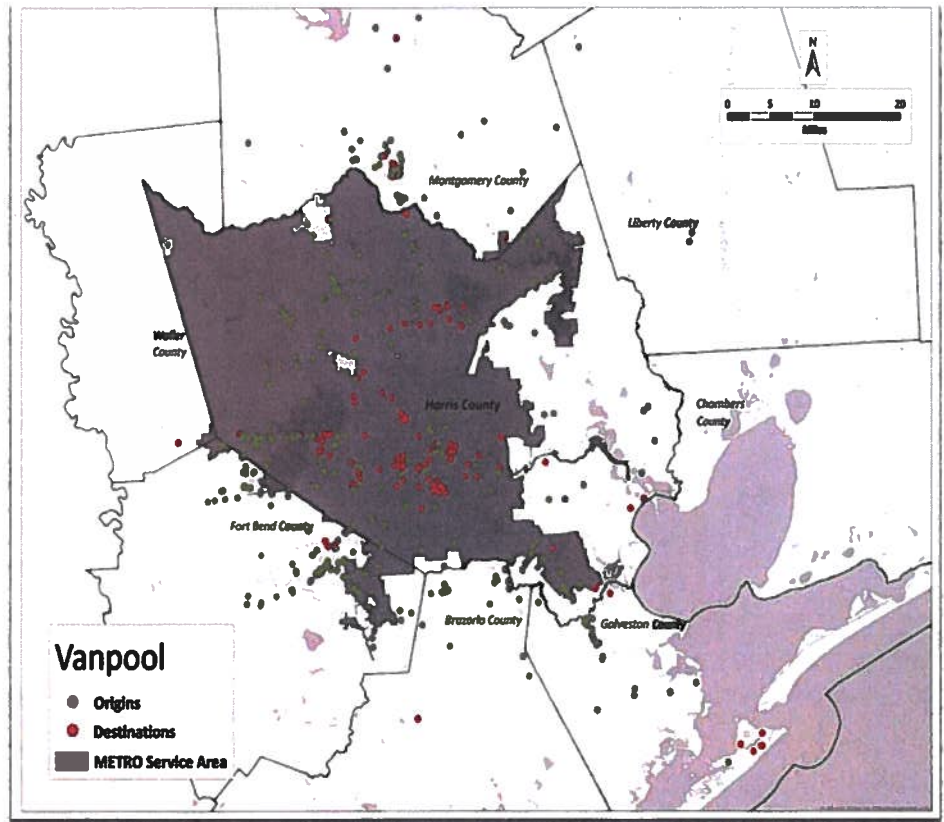 N
0 5 10 20
Miles
Montgomery County
Liberty County
Waller
County
Harris County
Chambers
County
Fort Bend County
Brazoria County
Galveston County
Vanpool
Origins
Destinations
METRO Service Area